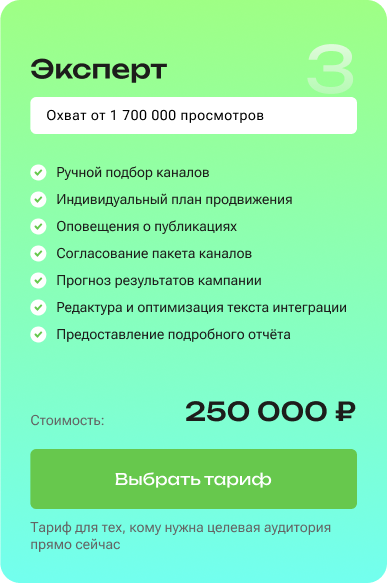 Эксперт
3
Охват от 1 700 000 просмотров
Ручной подбор каналов
Индивидуальный план продвижения
Оповещения о публикациях
Согласование пакета каналов
Прогноз результатов кампании
Редактура и оптимизация текста интеграции
Предоставление подробного отчёта
Стоимость:
250 000 ₽
Выбрать тариф
Тариф для тех, кому нужна целевая аудитория
прямо сейчас